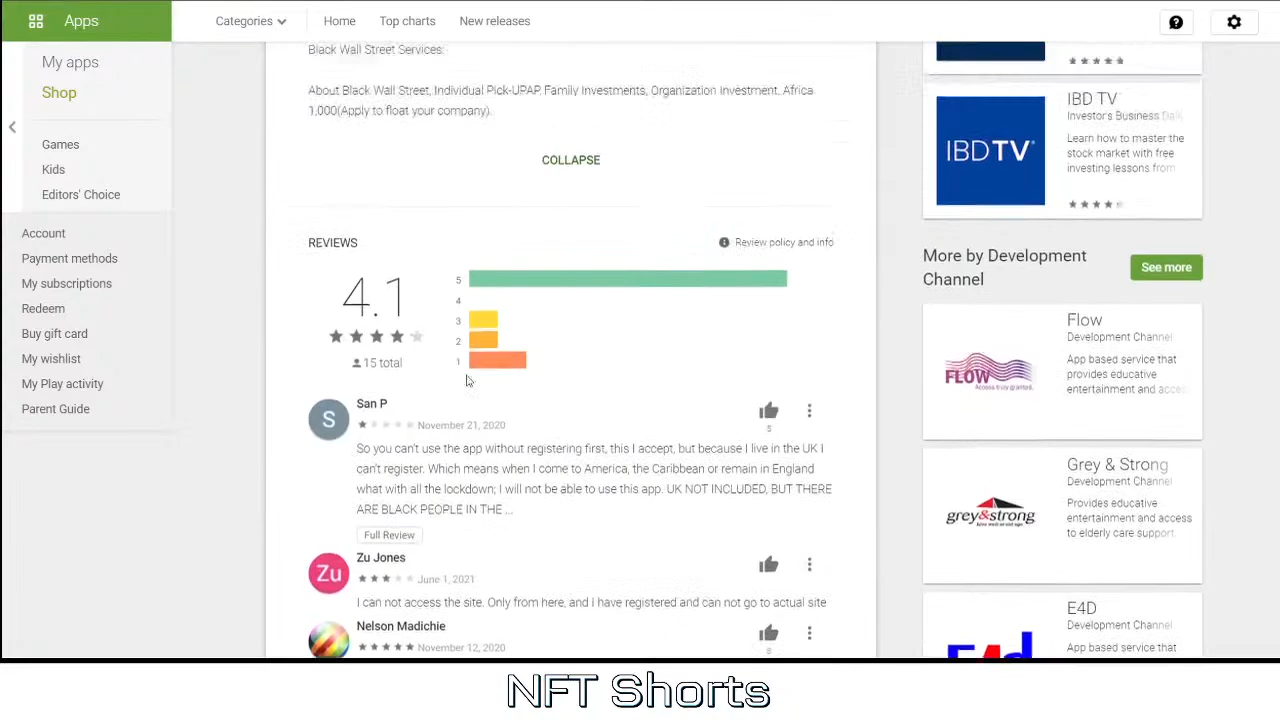 Apps
Categories
Home
Top charts
New releases
My apps
Shop
Games
Kids
Editors' Choice
Account
Payment methods
My subscriptions
Redeem
Buy gift card
My wishlist
My Play activity
Parent Guide
Black Wall Street Services:
About Black Wall Street, Individual Pick-UPAP, Family Investments, Organization Investment, Africa
1,000(Apply to float your company).
COLLAPSE
REVIEWS
Review policy and info
4.1
15 total
5
4
3
2
1
S
San P
November 21, 2020
5
So you can't use the app without registering first, this I accept, but because I live in the UK I
can't register. Which means when I come to America, the Caribbean or remain in England
what with all the lockdown; I will not be able to use this app. UK NOT INCLUDED, BUT THERE
ARE BLACK PEOPLE IN THE ...
Full Review
Zu
Zu Jones
June 1, 2021
I can not access the site. Only from here, and I have registered and can not go to actual site
Nelson Madichie
November 12, 2020
8
IBDTV
IBD TV
Investor's Business Daily
Learn how to master the
stock market with free
investing lessons from
More by Development
Channel
See more
FLOW
Access truly granted.
Flow
Development Channel
App based service that
provides educative
entertainment and access
grey&strong
Grey & Strong
Development Channel
Provides educative
entertainment and access
to elderly care support.
E4d
E4D
Development Channel
App based service that
NFT Shorts